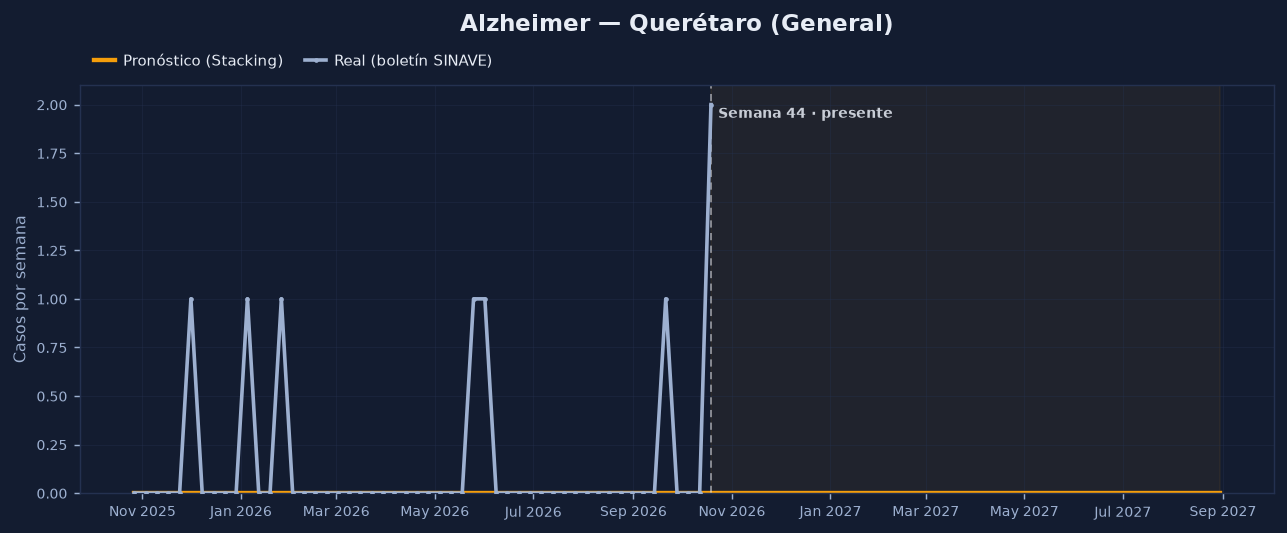 Alzheimer — Querétaro (General)
Pronóstico (Stacking)
Real (boletín SINAVE)
Casos por semana
2.00
1.75
1.50
1.25
1.00
0.75
0.50
0.25
0.00
Semana 44 · presente
Nov 2025
Jan 2026
Mar 2026
May 2026
Jul 2026
Sep 2026
Nov 2026
Jan 2027
Mar 2027
May 2027
Jul 2027
Sep 2027